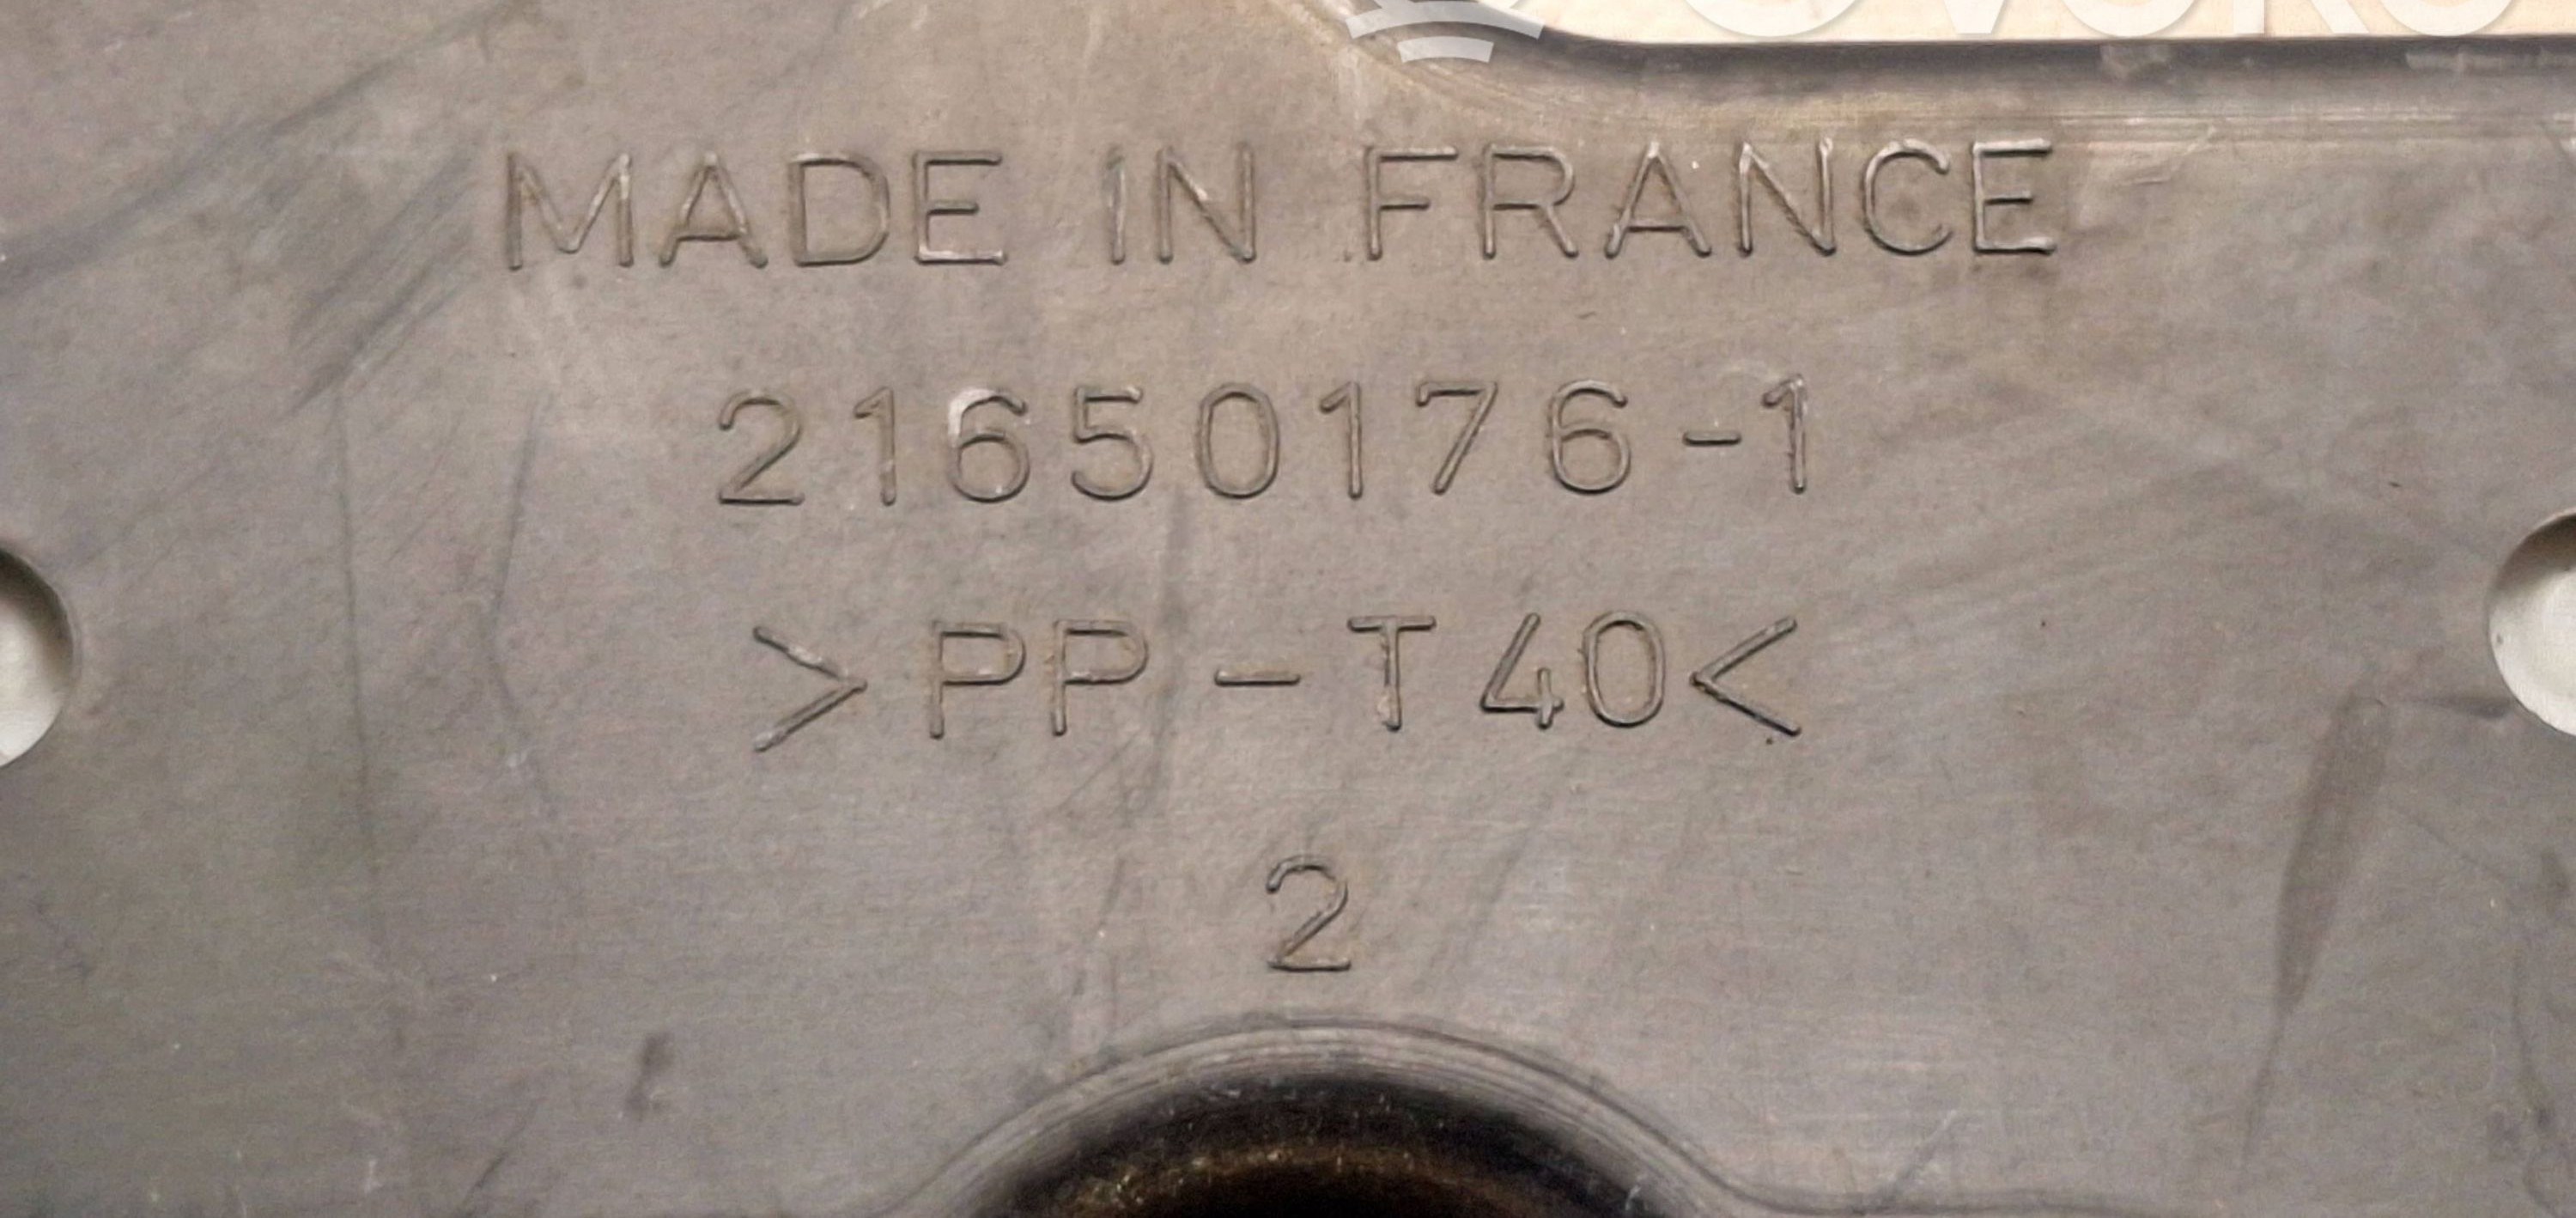 MADE IN FRANCE
21650176-1
>PP-T40<
2